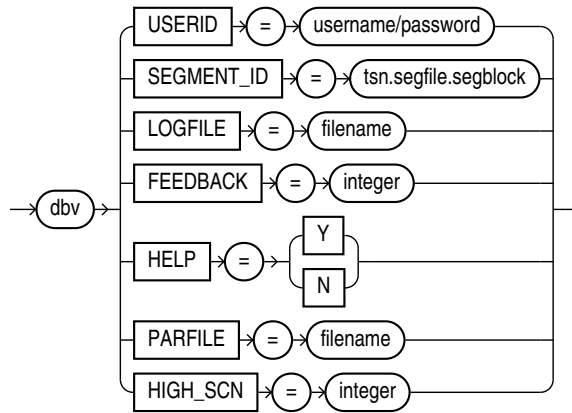 USERID = username/password
SEGMENT_ID = tsn.segfile.segblock
LOGFILE = filename
FEEDBACK = integer
dbv
Y
HELP =
N
PARFILE = filename
HIGH_SCN = integer